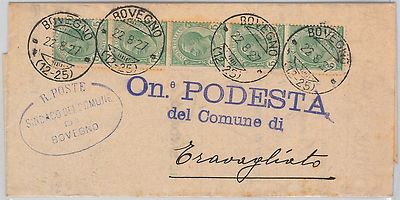 BOVEGNO
22.8.27
(12-25)
BOVEGNO
22.8.27
(12-25)
BOVEGNO
22.8.27
(12-25)
BOVEGNO
22.8.27
(12-25)
R. POSTE
SINDACO DEL COMUNE
DI
BOVEGNO
On.e PODESTA
del Comune di
Travagliato